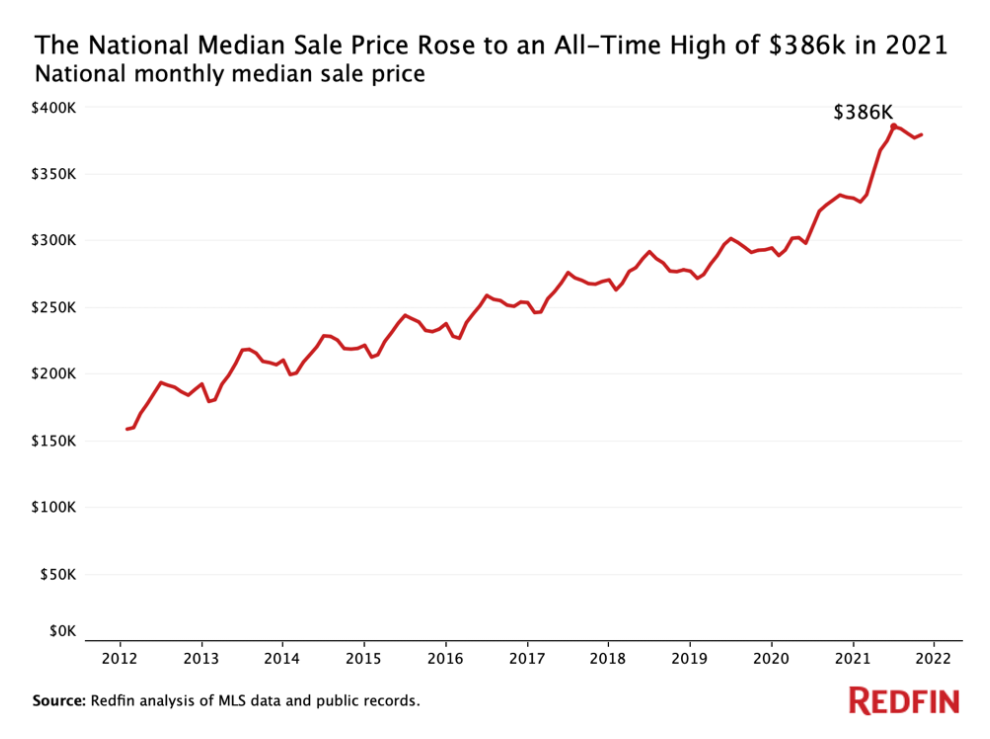 The National Median Sale Price Rose to an All-Time High of $386k in 2021
National monthly median sale price
$400K
$386K
$350K
$300K
$250K
$200K
$150K
$100K
$50K
$0K
2012 2013 2014 2015 2016 2017 2018 2019 2020 2021 2022
Source: Redfin analysis of MLS data and public records.
REDFIN